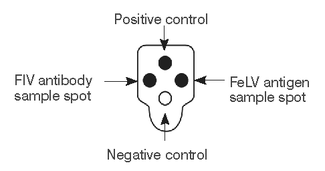 Positive control
FIV antibody
sample spot
FeLV antigen
sample spot
Negative control